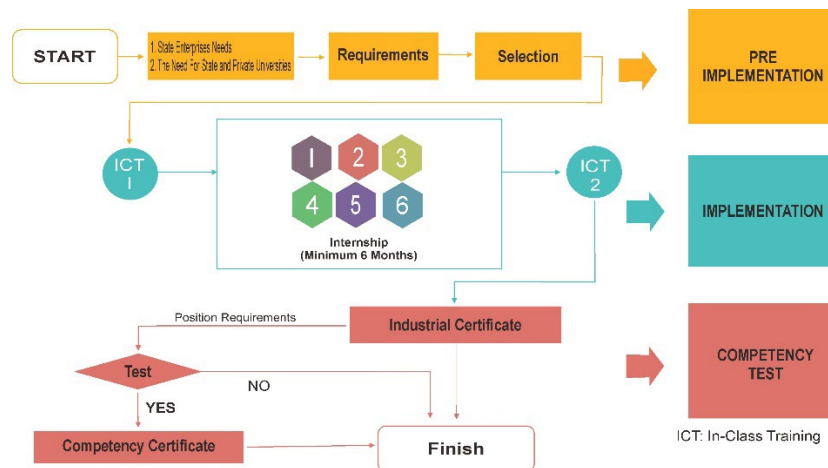 START
1. State Enterprises Needs
2. The Need For State and Private Universities
Requirements
Selection
PRE
IMPLEMENTATION
ICT
1
1
2
3
4
5
6
Internship
(Minimum 6 Months)
ICT
2
IMPLEMENTATION
Position Requirements
Industrial Certificate
Test
NO
YES
Competency Certificate
Finish
COMPETENCY
TEST
ICT: In-Class Training